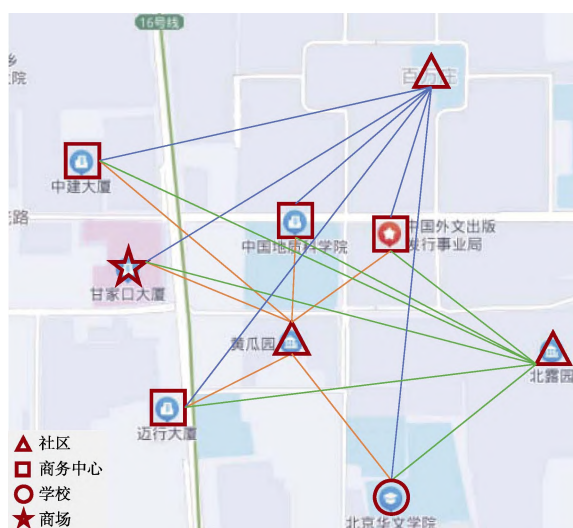 16号线
乡
院
百万庄
中建大厦
路
中国地质科学院
中国外文出版
发行事业局
甘家口大厦
黄瓜园
北露园
迈行大厦
北京华文学院
社区
商务中心
学校
商场